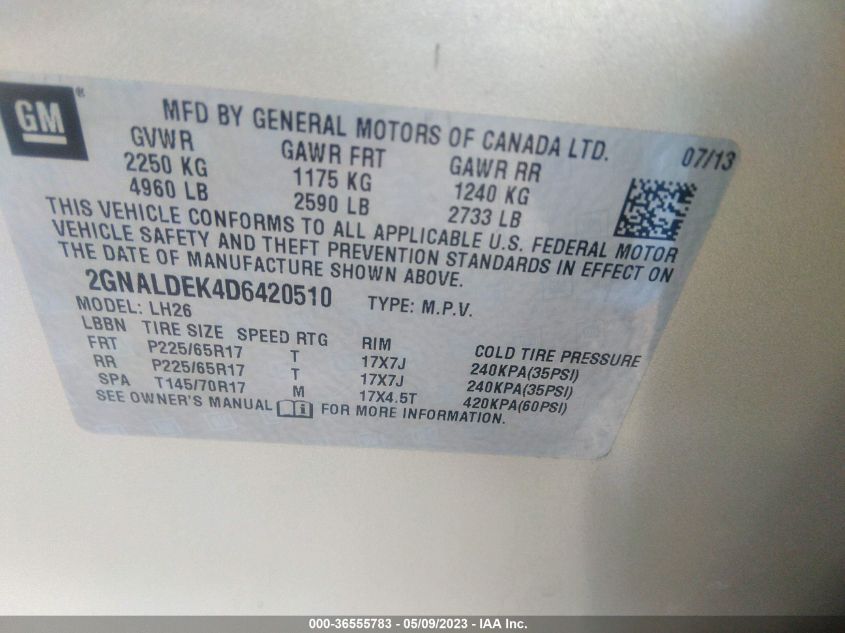 GM ®
MFD BY GENERAL MOTORS OF CANADA LTD. 07/13
GVWR GAWR FRT GAWR RR
2250 KG 1175 KG 1240 KG
4960 LB 2590 LB 2733 LB
THIS VEHICLE CONFORMS TO ALL APPLICABLE U.S. FEDERAL MOTOR
VEHICLE SAFETY AND THEFT PREVENTION STANDARDS IN EFFECT ON
THE DATE OF MANUFACTURE SHOWN ABOVE.
2GNALDEK4D6420510 TYPE: M.P.V.
MODEL: LH26
LBBN TIRE SIZE SPEED RTG RIM COLD TIRE PRESSURE
FRT P225/65R17 T 17X7J 240KPA(35PSI)
RR P225/65R17 T 17X7J 240KPA(35PSI)
SPA T145/70R17 M 17X4.5T 420KPA(60PSI)
SEE OWNER'S MANUAL FOR MORE INFORMATION.
000-36555783 - 05/09/2023 - IAA Inc.